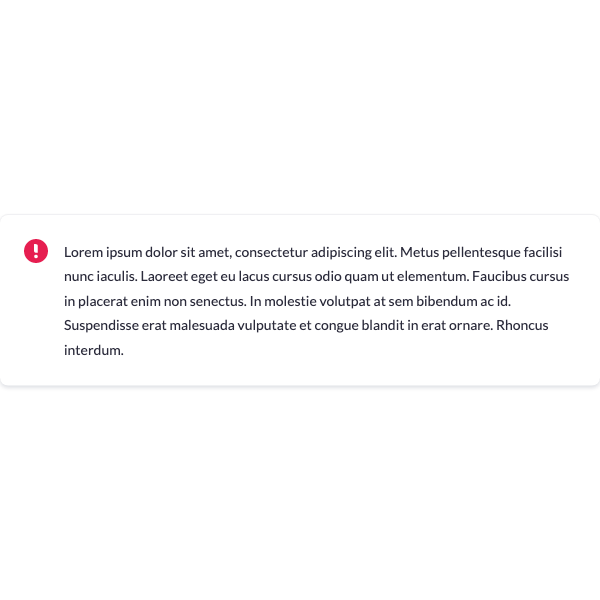 Lorem ipsum dolor sit amet, consectetur adipiscing elit. Metus pellentesque facilisi
nunc iaculis. Laoreet eget eu lacus cursus odio quam ut elementum. Faucibus cursus
in placerat enim non senectus. In molestie volutpat at sem bibendum ac id.
Suspendisse erat malesuada vulputate et congue blandit in erat ornare. Rhoncus
interdum.